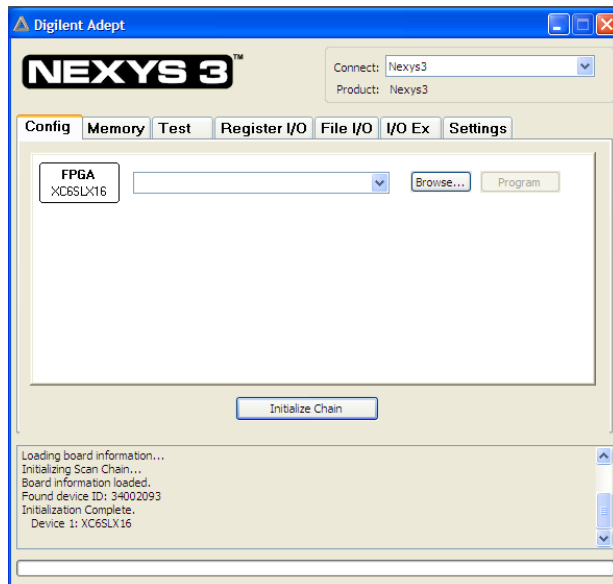 Digilent Adept
NEXYS 3™
Connect: Nexys3
Product: Nexys3
Config Memory Test Register I/O File I/O I/O Ex Settings
FPGA
XC6SLX16
Browse... Program
Initialize Chain
Loading board information...
Initializing Scan Chain...
Board information loaded.
Found device ID: 34002093
Initialization Complete.
Device 1: XC6SLX16